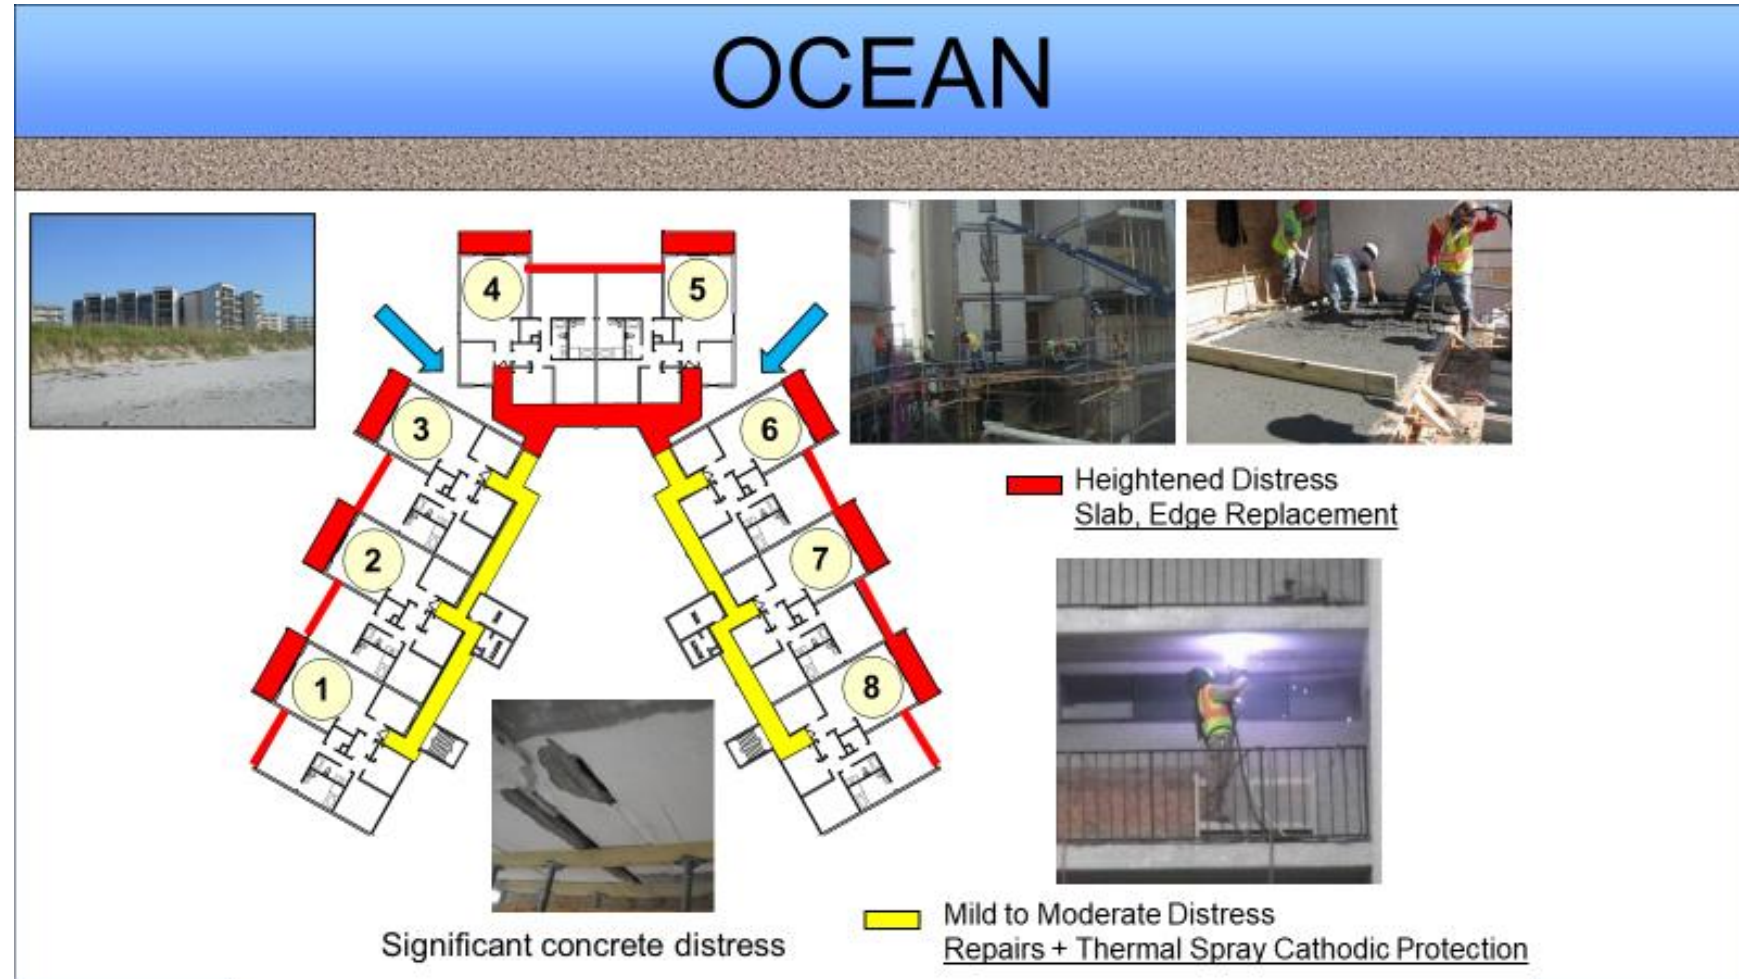 OCEAN
4
5
3
6
2
7
1
8
Heightened Distress
Slab, Edge Replacement
Significant concrete distress
Mild to Moderate Distress
Repairs + Thermal Spray Cathodic Protection